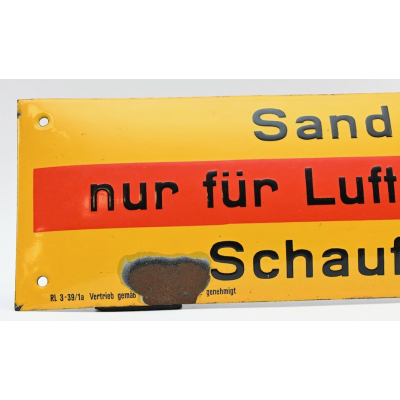 Sand
nur für Luft
Schauf
RL 3-39/1a Vertrieb gemäß genehmigt